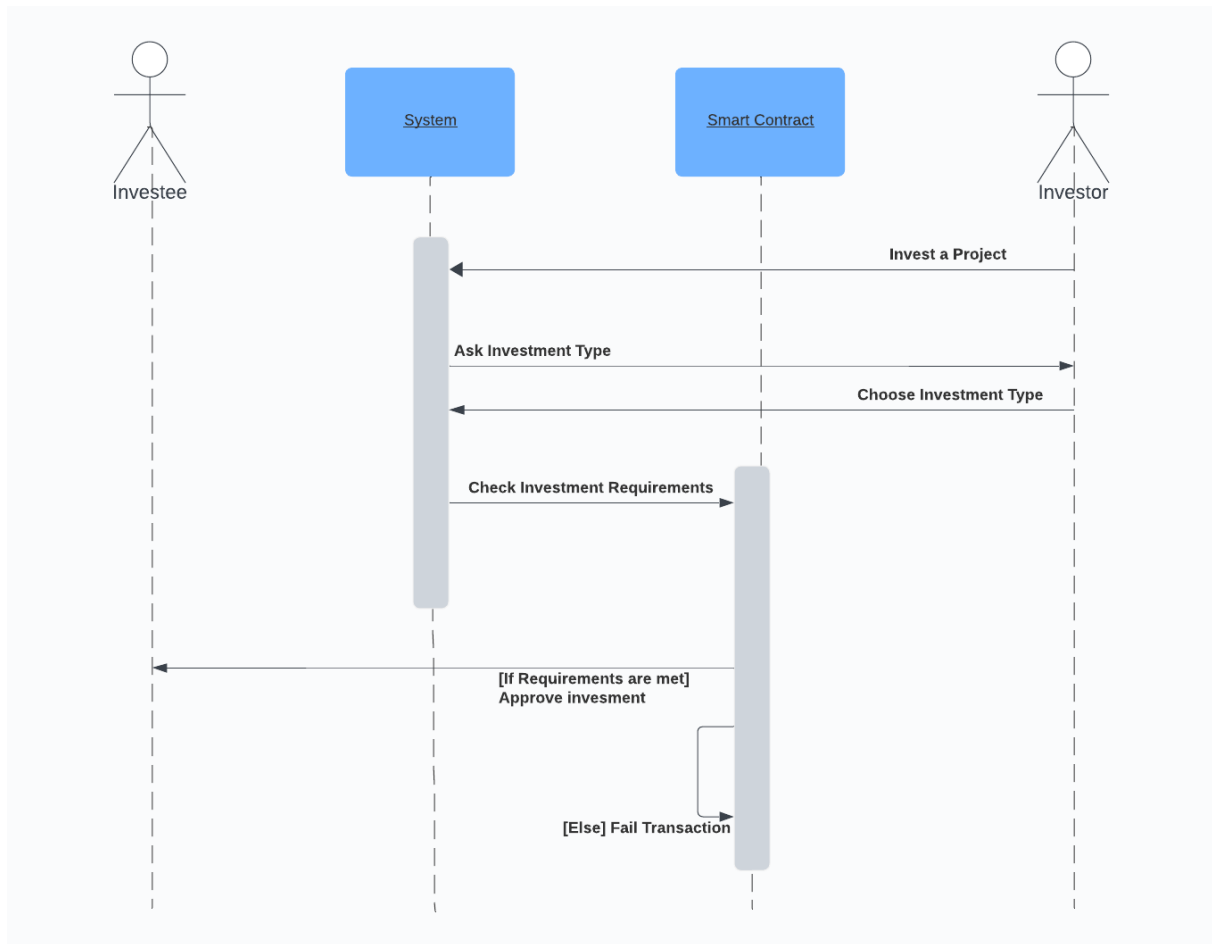 System
Smart Contract
Investee
Investor
Invest a Project
Ask Investment Type
Choose Investment Type
Check Investment Requirements
[If Requirements are met]
Approve invesment
[Else] Fail Transaction